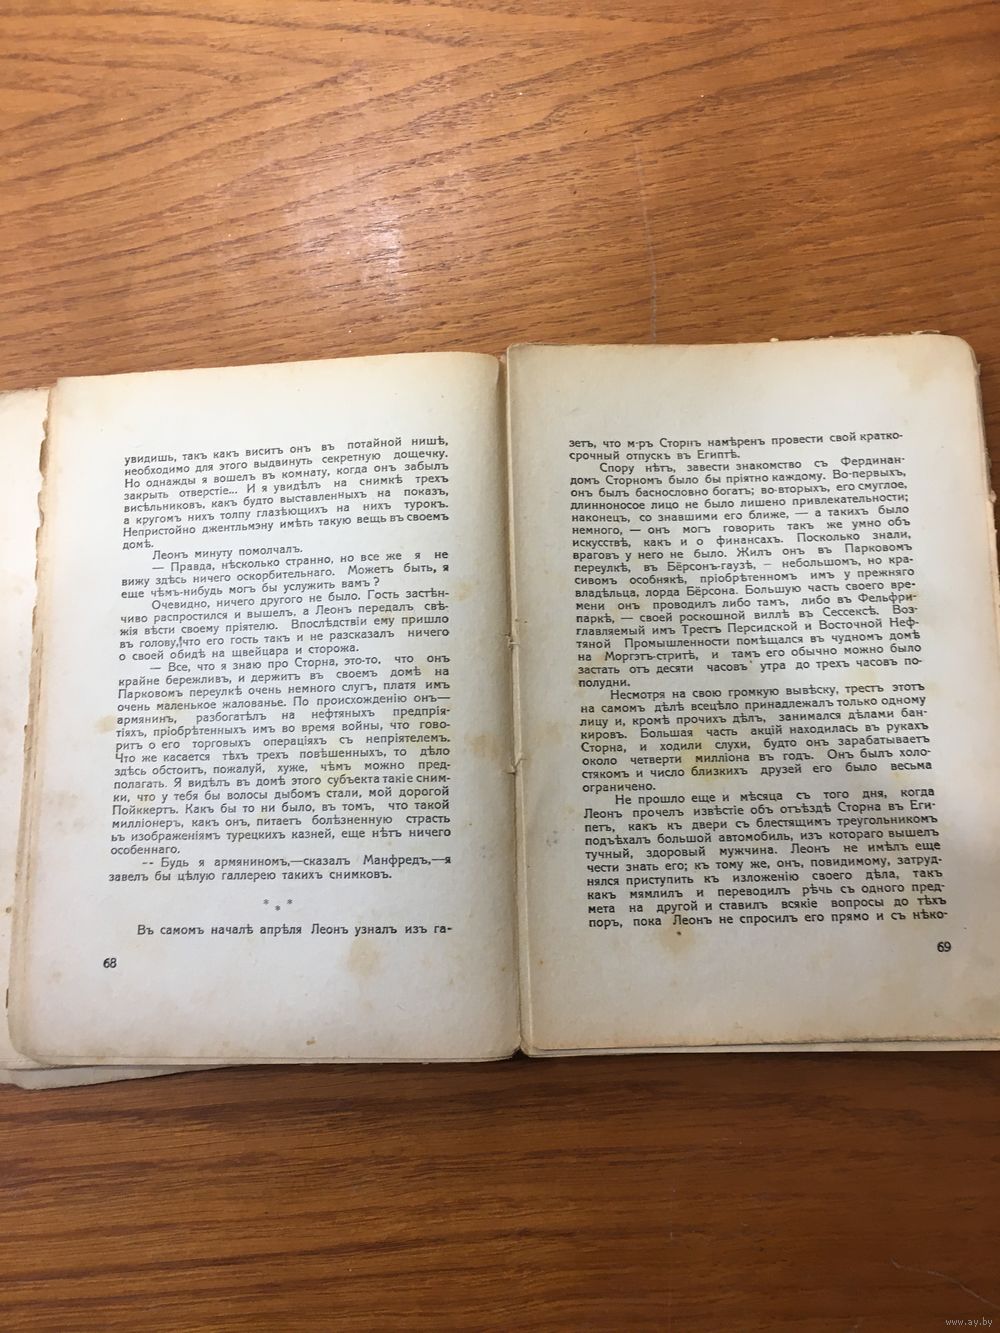 увидишь, такъ какъ виситъ онъ въ потайной нишѣ,
необходимо для этого выдвинуть секретную дощечку.
Но однажды я вошелъ въ комнату, когда онъ забылъ
закрыть отверстіе... И я увидѣлъ на снимкѣ трехъ
висѣльниковъ, какъ будто выставленныхъ на показъ,
а кругомъ нихъ толпу глазѣющихъ на нихъ турокъ.
Непристойно джентльмэну имѣть такую вещь въ своемъ
домѣ.
Леонъ минуту помолчалъ.
— Правда, нѣсколько странно, но все же я не
вижу здѣсь ничего оскорбительнаго. Можетъ быть, я
еще чѣмъ-нибудь могъ бы услужить вамъ?
Очевидно, ничего другого не было. Гость застѣн-
чиво распростился и вышелъ, а Леонъ передалъ свѣ-
жія вѣсти своему пріятелю. Впослѣдствіи ему пришло
въ голову, что его гость такъ и не разсказалъ ничего
о своей обидѣ на швейцара и сторожа.
— Все, что я знаю про Сторна, это-то, что онъ
крайне бережливъ, и держитъ въ своемъ домѣ на
Парковомъ переулкѣ очень немного слугъ, платя имъ
очень маленькое жалованье. По происхожденію онъ—
армянинъ, разбогатѣлъ на нефтяныхъ предпрія-
тіяхъ, пріобрѣтенныхъ имъ во время войны, что гово-
ритъ о его торговыхъ операціяхъ съ непріятелемъ.
Что же касается тѣхъ трехъ повѣшенныхъ, то дѣло
здѣсь обстоитъ, пожалуй, хуже, чѣмъ можно пред-
полагать. Я видѣлъ въ домѣ этого субъекта такіе сним-
ки, что у тебя бы волосы дыбомъ стали, мой дорогой
Пойккертъ. Какъ бы то ни было, въ томъ, что такой
милліонеръ, какъ онъ, питаетъ болѣзненную страсть
ъ изображеніямъ турецкихъ казней, еще нѣтъ ничего
особеннаго.
-- Будь я армяниномъ,—сказалъ Манфредъ,—я
завелъ бы цѣлую галлерею такихъ снимковъ.
* * *
Въ самомъ началѣ апрѣля Леонъ узналъ изъ га-
68
зетъ, что м-ръ Сторнъ намѣренъ провести свой кратко-
срочный отпускъ въ Египтѣ.
Спору нѣтъ, завести знакомство съ Фердинан-
домъ Сторномъ было бы пріятно каждому. Во-первыхъ,
онъ былъ баснословно богатъ; во-вторыхъ, его смуглое,
длинноносое лицо не было лишено привлекательности;
наконецъ, со знавшими его ближе, — а такихъ было
немного, — онъ могъ говорить такъ же умно объ
искусствѣ, какъ и о финансахъ. Посколько знали,
враговъ у него не было. Жилъ онъ въ Парковомъ
переулкѣ, въ Бёрсонъ-гаузѣ, – небольшомъ, но кра-
сивомъ особнякѣ, пріобрѣтенномъ имъ у прежняго
владѣльца, лорда Бёрсона. Большую часть своего вре-
мени онъ проводилъ либо тамъ, либо въ Фельфри-
паркѣ, — своей роскошной виллѣ въ Сессексѣ. Воз-
главляемый имъ Трестъ Персидской и Восточной Неф-
тяной Промышленности помѣщался въ чудномъ домѣ
на Моргэтъ-стритѣ, и тамъ его обычно можно было
застать отъ десяти часовъ утра до трехъ часовъ по-
полудни.
Несмотря на свою громкую вывѣску, трестъ этотъ
на самомъ дѣлѣ всецѣло принадлежалъ только одному
лицу и, кромѣ прочихъ дѣлъ, занимался дѣлами бан-
кировъ. Большая часть акцій находилась въ рукахъ
Сторна, и ходили слухи, будто онъ зарабатываетъ
около четверти милліона въ годъ. Онъ былъ холо-
стякомъ и число близкихъ друзей его было весьма
ограничено.
Не прошло еще и мѣсяца съ того дня, когда
Леонъ прочелъ извѣстіе объ отъѣздѣ Сторна въ Еги-
петъ, какъ къ двери съ блестящимъ треугольникомъ
подъѣхалъ большой автомобиль, изъ котораго вышелъ
тучный, здоровый мужчина. Леонъ не имѣлъ еще
чести знать его; къ тому же, онъ, повидимому, затруд-
нялся приступить къ изложенію своего дѣла, такъ
какъ мямлилъ и переводилъ рѣчь съ одного пред-
мета на другой и ставилъ всякіе вопросы до тѣхъ
поръ, пока Леонъ не спросилъ его прямо и съ нѣко-
69
www.ay.by